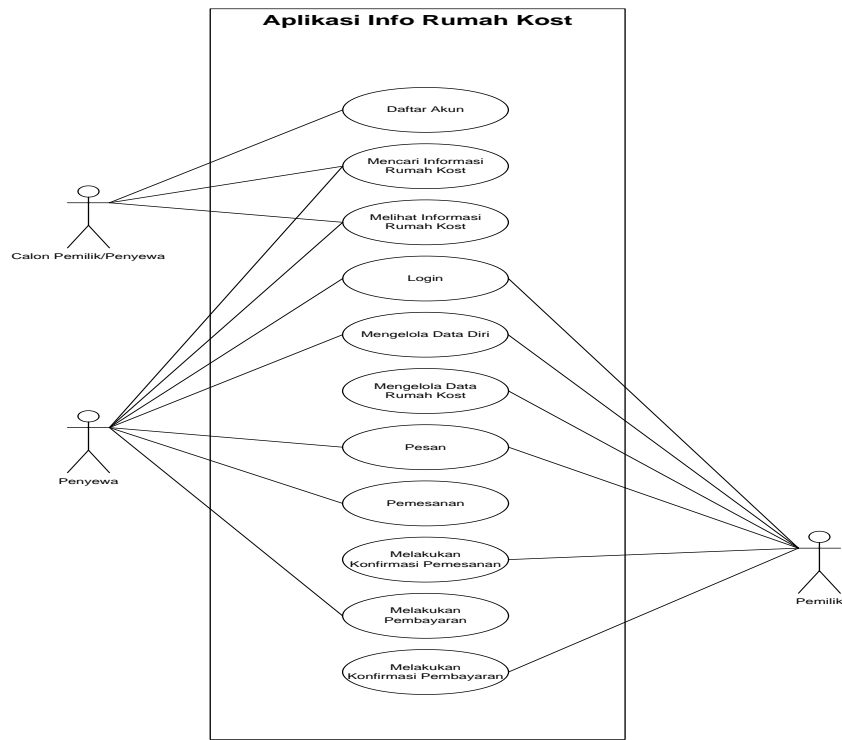 Aplikasi Info Rumah Kost
Daftar Akun
Mencari Informasi
Rumah Kost
Melihat Informasi
Rumah Kost
Calon Pemilik/Penyewa
Login
Mengelola Data Diri
Mengelola Data
Rumah Kost
Pesan
Penyewa
Pemesanan
Melakukan
Konfirmasi Pemesanan
Pemilik
Melakukan
Pembayaran
Melakukan
Konfirmasi Pembayaran